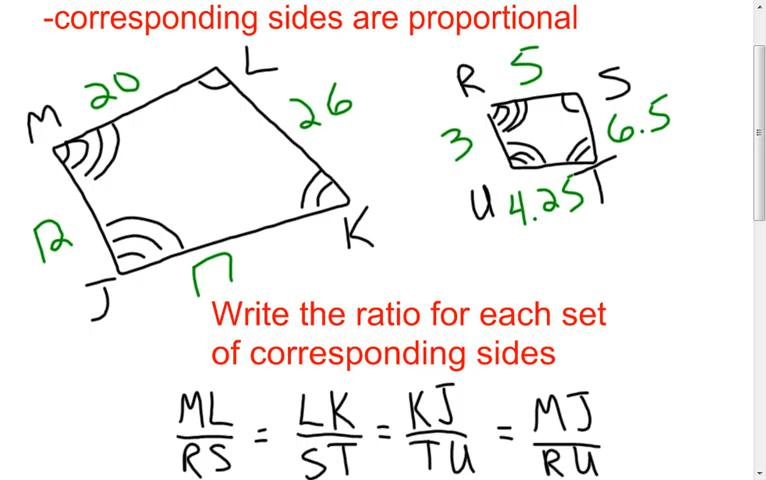 -corresponding sides are proportional
L
20
M
26
12
K
17
J
R
5
S
3
6.5
U
4.25
T
Write the ratio for each set
of corresponding sides
ML/RS = LK/ST = KJ/TU = MJ/RU